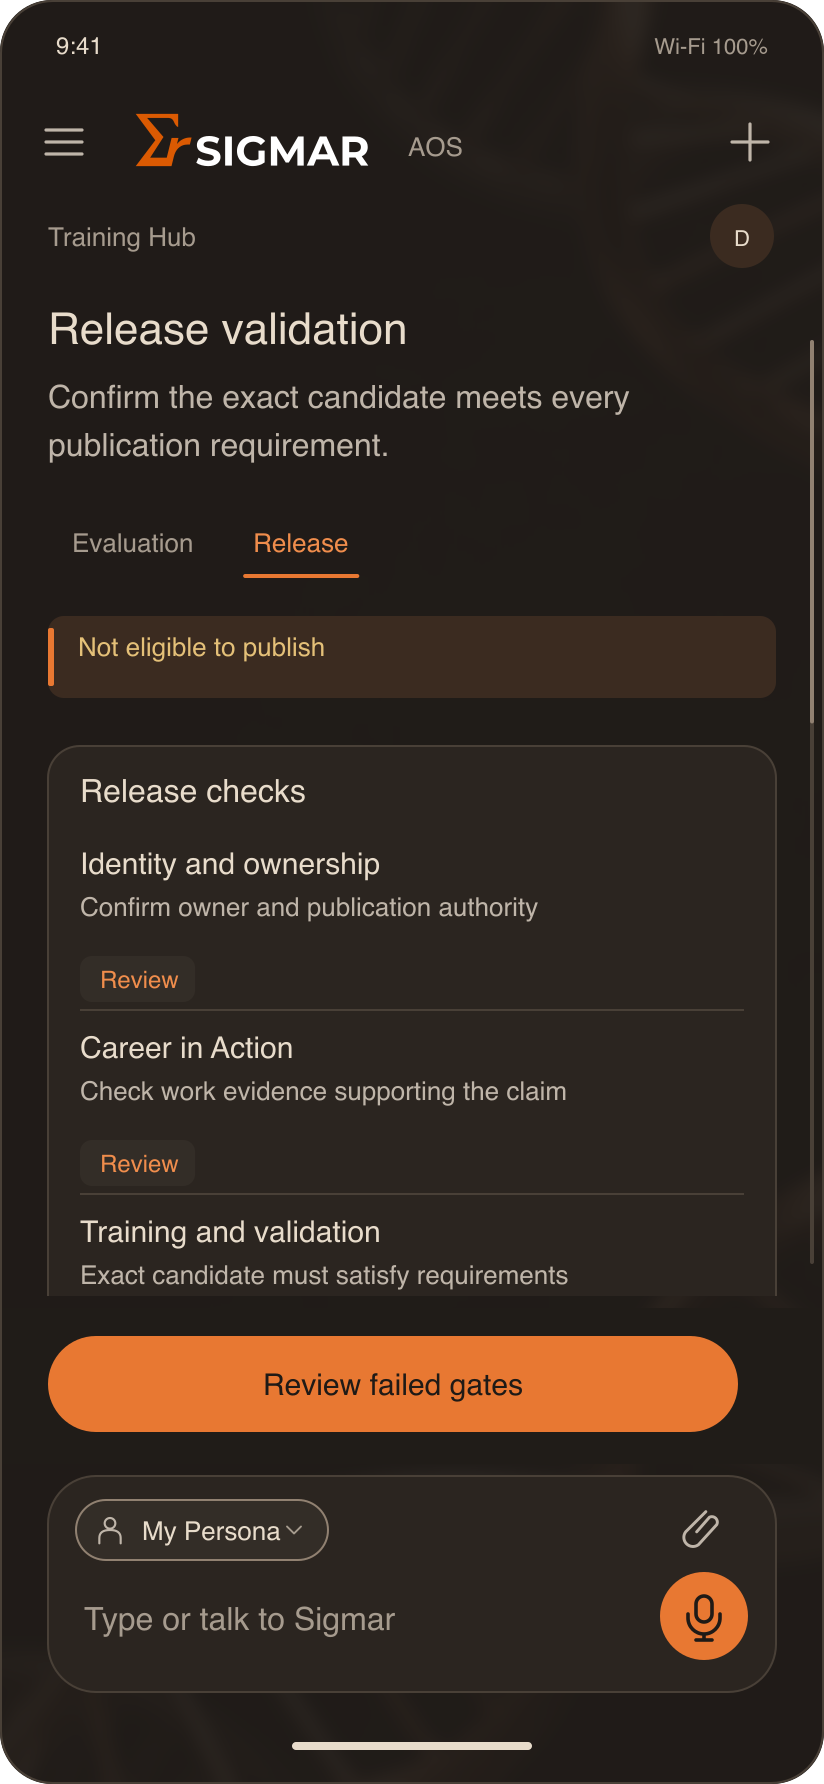 9:41
Wi-Fi 100%
Σr SIGMAR AOS
Training Hub
D
Release validation
Confirm the exact candidate meets every
publication requirement.
Evaluation Release
Not eligible to publish
Release checks
Identity and ownership
Confirm owner and publication authority
Review
Career in Action
Check work evidence supporting the claim
Review
Training and validation
Exact candidate must satisfy requirements
Review failed gates
My Persona
Type or talk to Sigmar